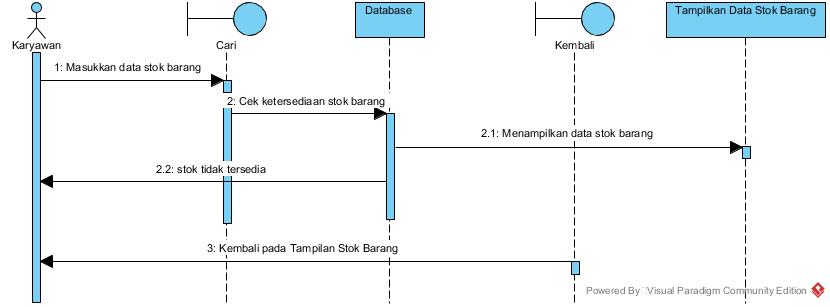 Database
Tampilkan Data Stok Barang
Karyawan
Cari
Kembali
1: Masukkan data stok barang
2: Cek ketersediaan stok barang
2.1: Menampilkan data stok barang
2.2: stok tidak tersedia
3: Kembali pada Tampilan Stok Barang
Powered By Visual Paradigm Community Edition